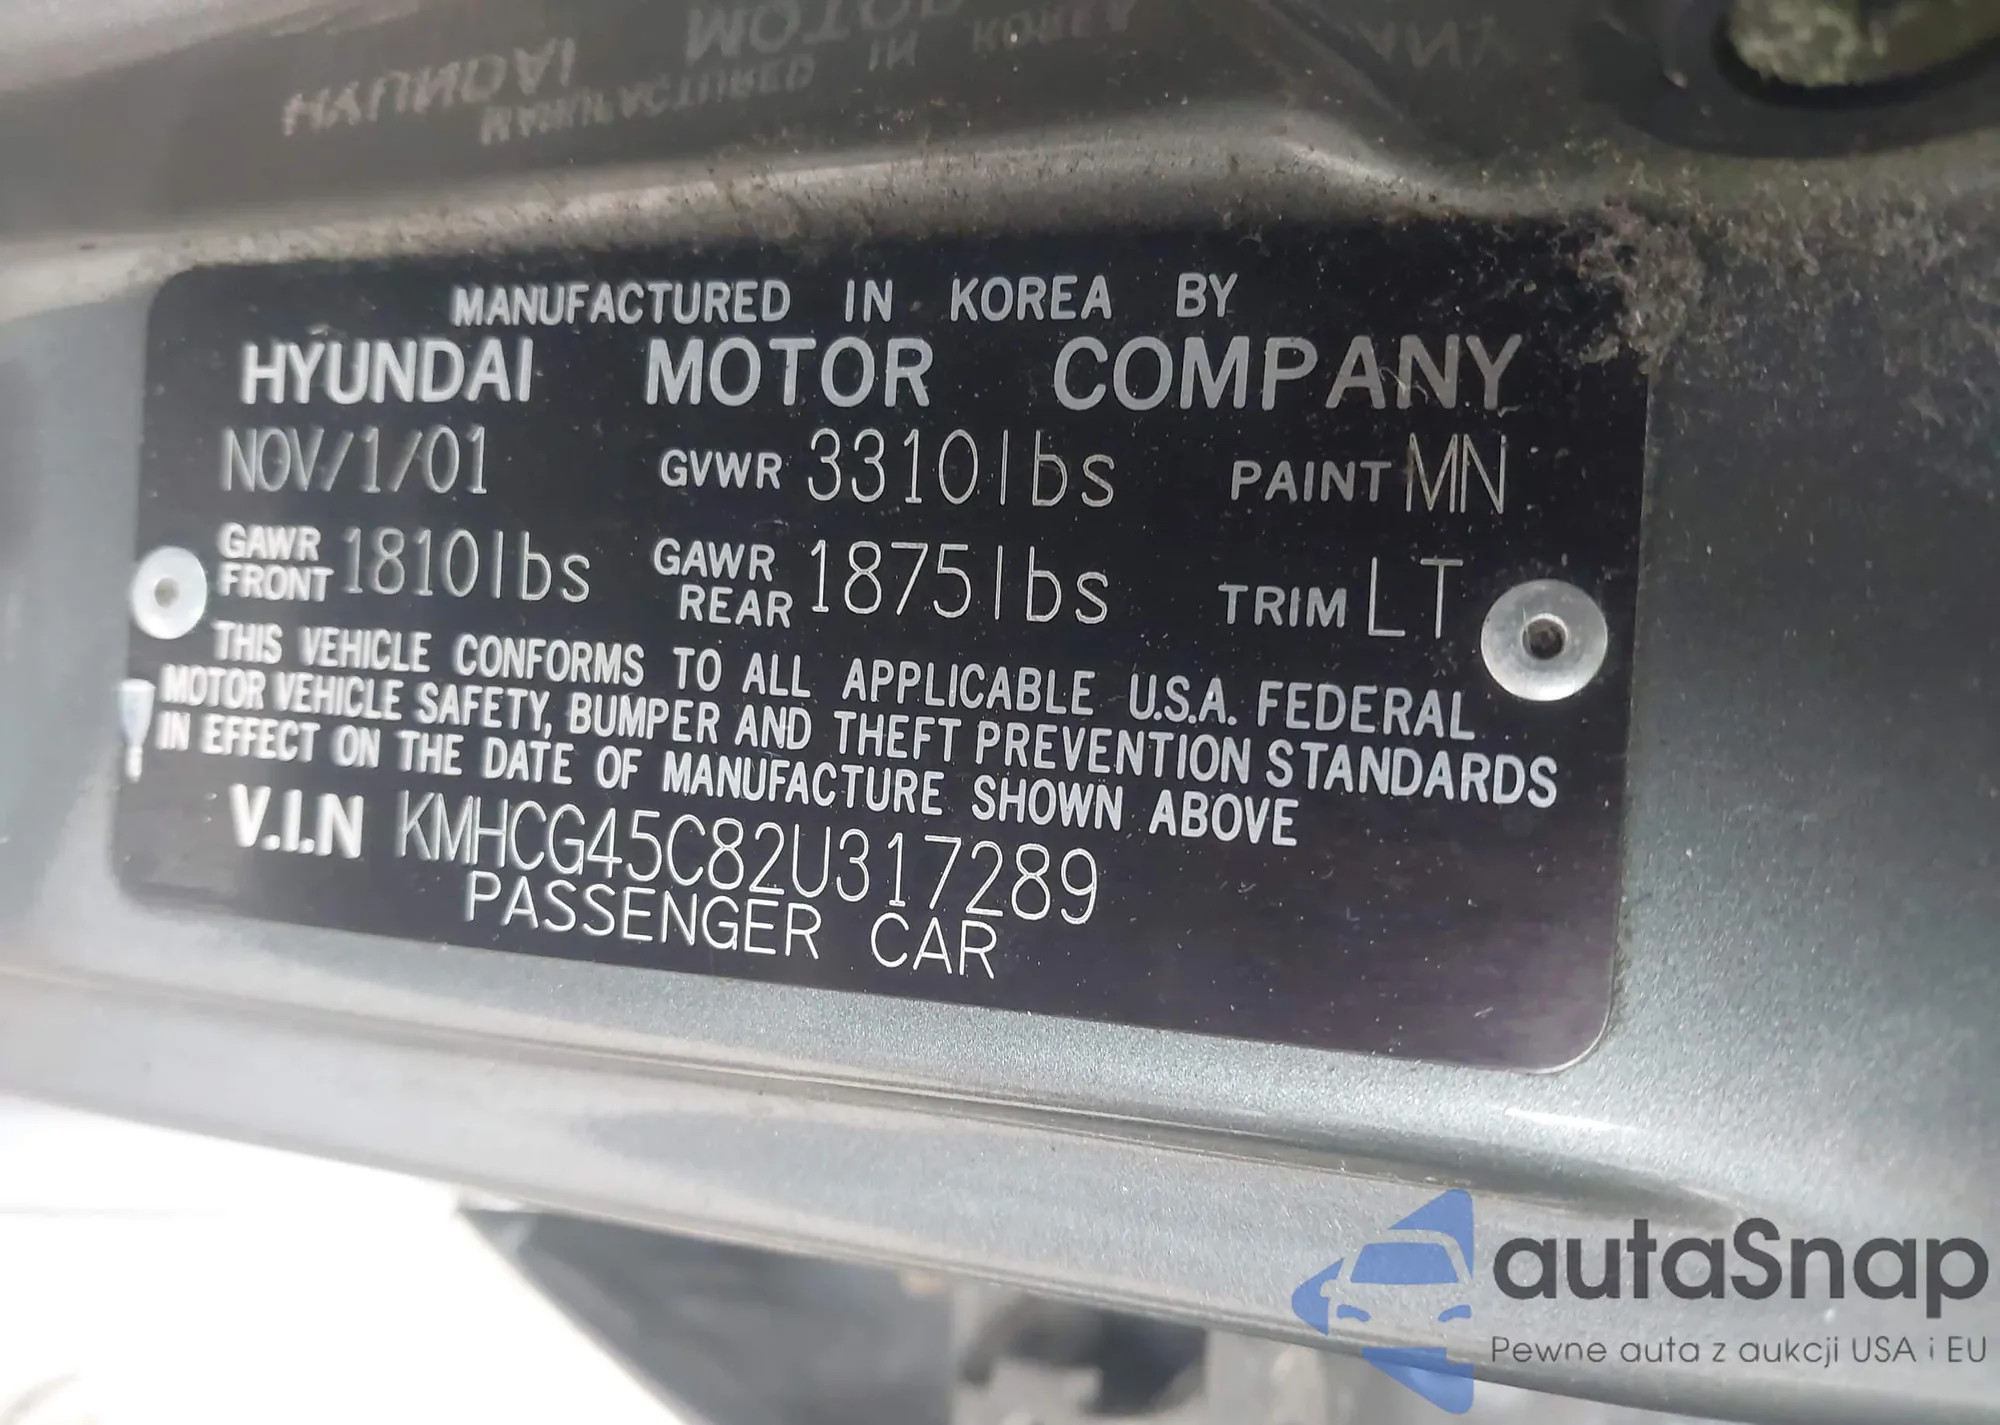 HYUNDAI MOTOR
MANUFACTURED IN KOREA
MANUFACTURED IN KOREA BY
HYUNDAI MOTOR COMPANY
NOV/1/01 GVWR 3310lbs PAINT MN
GAWR FRONT 1810lbs GAWR REAR 1875lbs TRIM LT
THIS VEHICLE CONFORMS TO ALL APPLICABLE U.S.A. FEDERAL
MOTOR VEHICLE SAFETY, BUMPER AND THEFT PREVENTION STANDARDS
IN EFFECT ON THE DATE OF MANUFACTURE SHOWN ABOVE
V.I.N KMHCG45C82U317289
PASSENGER CAR
autaSnap
Pewne auta z aukcji USA i EU